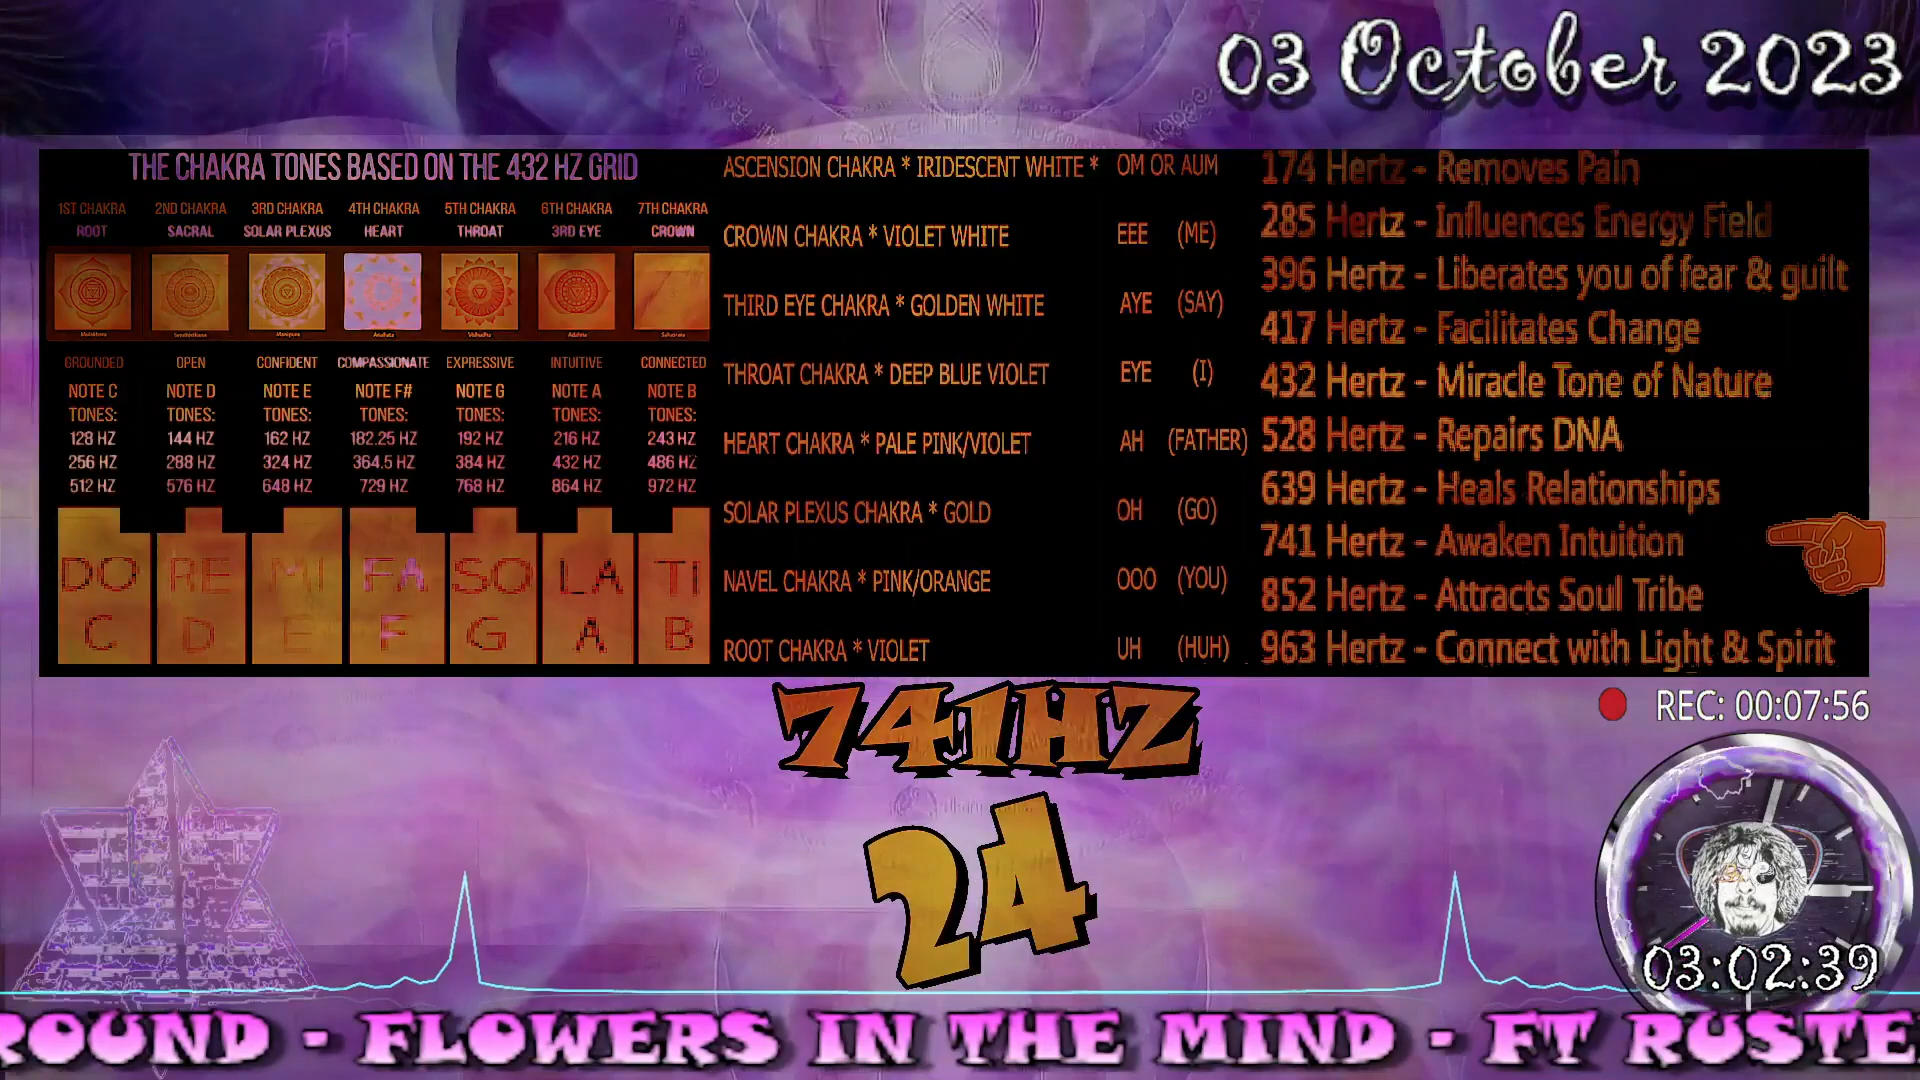 03 October 2023
THE CHAKRA TONES BASED ON THE 432 HZ GRID
1ST CHAKRA 2ND CHAKRA 3RD CHAKRA 4TH CHAKRA 5TH CHAKRA 6TH CHAKRA 7TH CHAKRA
ROOT SACRAL SOLAR PLEXUS HEART THROAT 3RD EYE CROWN
GROUNDED OPEN CONFIDENT COMPASSIONATE EXPRESSIVE INTUITIVE CONNECTED
NOTE C NOTE D NOTE E NOTE F# NOTE G NOTE A NOTE B
TONES: TONES: TONES: TONES: TONES: TONES: TONES:
128 HZ 144 HZ 162 HZ 182.25 HZ 192 HZ 216 HZ 243 HZ
256 HZ 288 HZ 324 HZ 364.5 HZ 384 HZ 432 HZ 486 HZ
512 HZ 576 HZ 648 HZ 729 HZ 768 HZ 864 HZ 972 HZ
DO RE MI FA SO LA TI
C D E F G A B
ASCENSION CHAKRA * IRIDESCENT WHITE * OM OR AUM
CROWN CHAKRA * VIOLET WHITE EEE (ME)
THIRD EYE CHAKRA * GOLDEN WHITE AYE (SAY)
THROAT CHAKRA * DEEP BLUE VIOLET EYE (I)
HEART CHAKRA * PALE PINK/VIOLET AH (FATHER)
SOLAR PLEXUS CHAKRA * GOLD OH (GO)
NAVEL CHAKRA * PINK/ORANGE OOO (YOU)
ROOT CHAKRA * VIOLET UH (HUH)
174 Hertz - Removes Pain
285 Hertz - Influences Energy Field
396 Hertz - Liberates you of fear & guilt
417 Hertz - Facilitates Change
432 Hertz - Miracle Tone of Nature
528 Hertz - Repairs DNA
639 Hertz - Heals Relationships
741 Hertz - Awaken Intuition
852 Hertz - Attracts Soul Tribe
963 Hertz - Connect with Light & Spirit
741HZ
REC: 00:07:56
24
03:02:39
ROUND - FLOWERS IN THE MIND - FT RUSTE